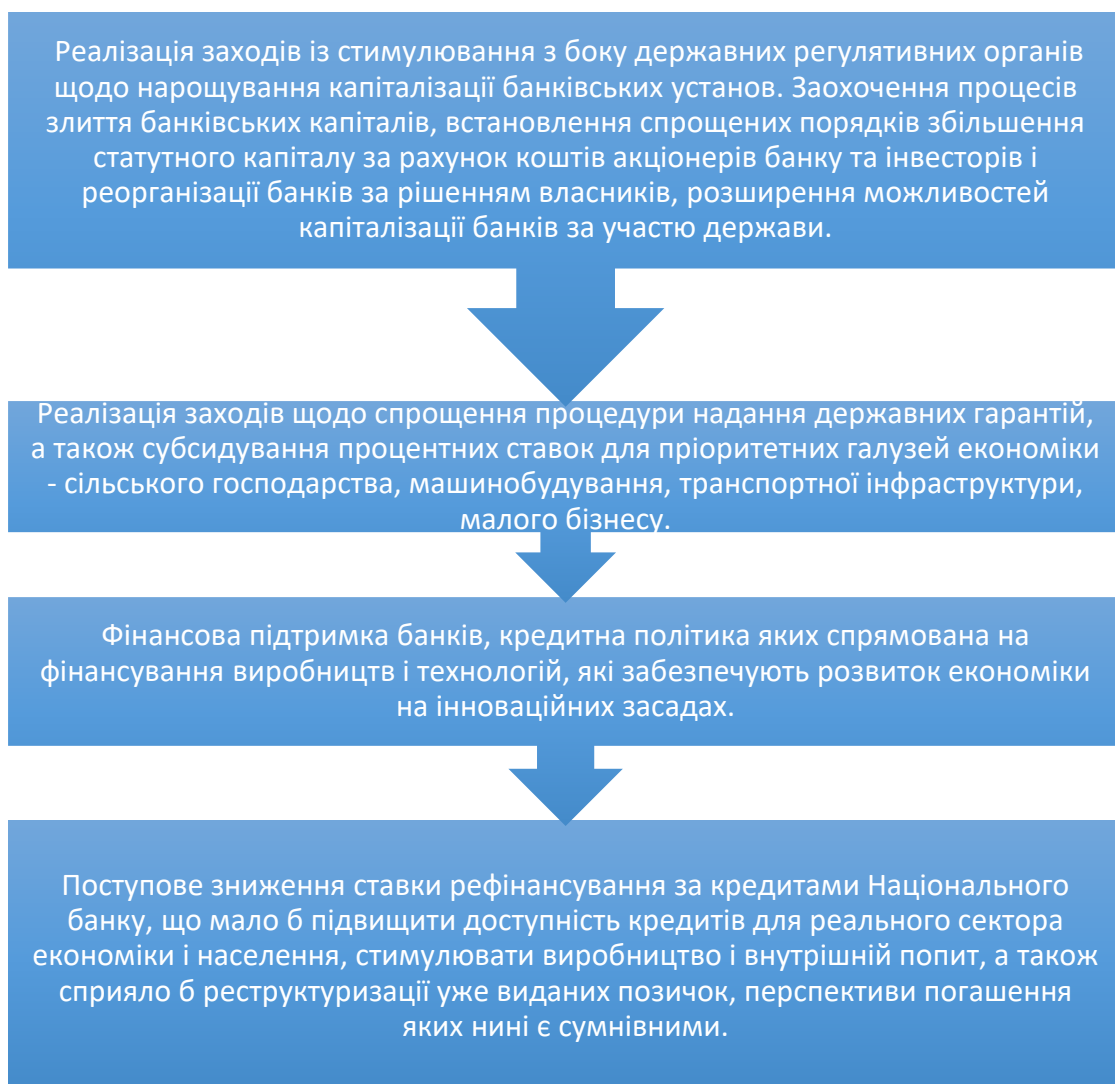 Реалізація заходів із стимулювання з боку державних регулятивних органів
щодо нарощування капіталізації банківських установ. Заохочення процесів
злиття банківських капіталів, встановлення спрощених порядків збільшення
статутного капіталу за рахунок коштів акціонерів банку та інвесторів і
реорганізації банків за рішенням власників, розширення можливостей
капіталізації банків за участю держави.
Реалізація заходів щодо спрощення процедури надання державних гарантій,
а також субсидування процентних ставок для пріоритетних галузей економіки
- сільського господарства, машинобудування, транспортної інфраструктури,
малого бізнесу.
Фінансова підтримка банків, кредитна політика яких спрямована на
фінансування виробництв і технологій, які забезпечують розвиток економіки
на інноваційних засадах.
Поступове зниження ставки рефінансування за кредитами Національного
банку, що мало б підвищити доступність кредитів для реального сектора
економіки і населення, стимулювати виробництво і внутрішній попит, а також
сприяло б реструктуризації уже виданих позичок, перспективи погашення
яких нині є сумнівними.